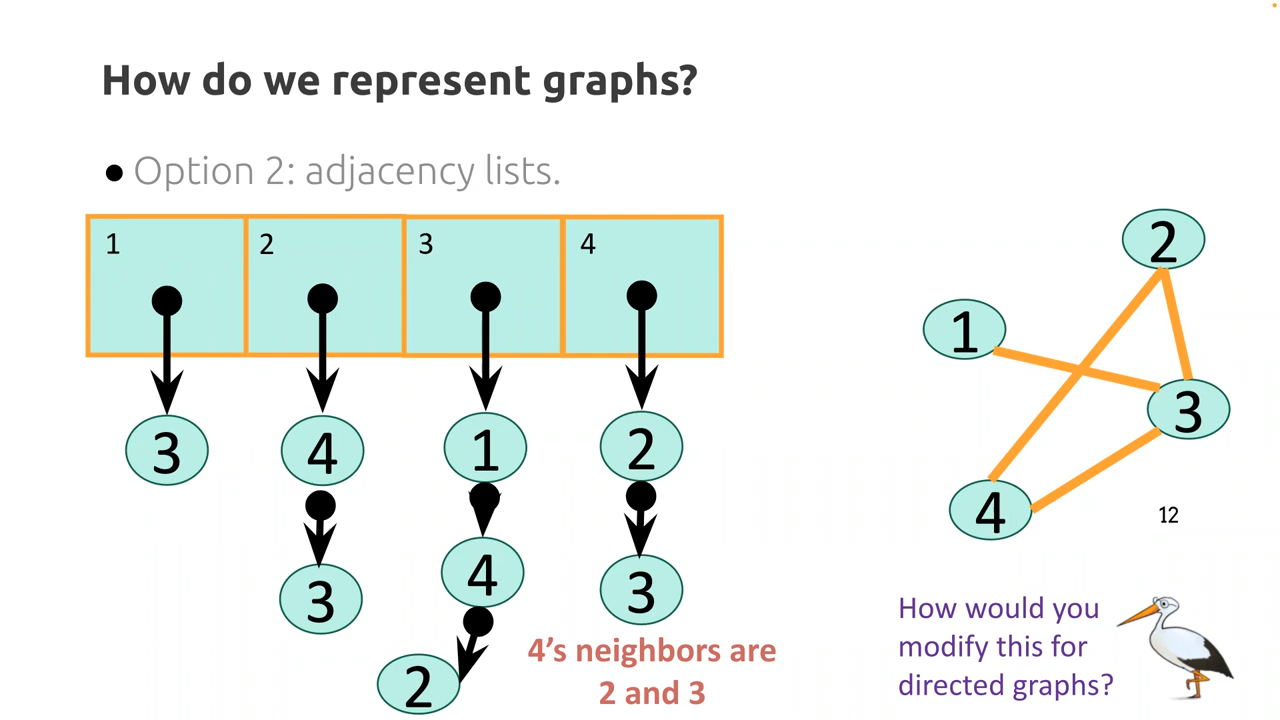 How do we represent graphs?
● Option 2: adjacency lists.
1 2 3 4
3 4 1 2
3 4 3
2
4’s neighbors are
2 and 3
2
1
3
4
12
How would you
modify this for
directed graphs?